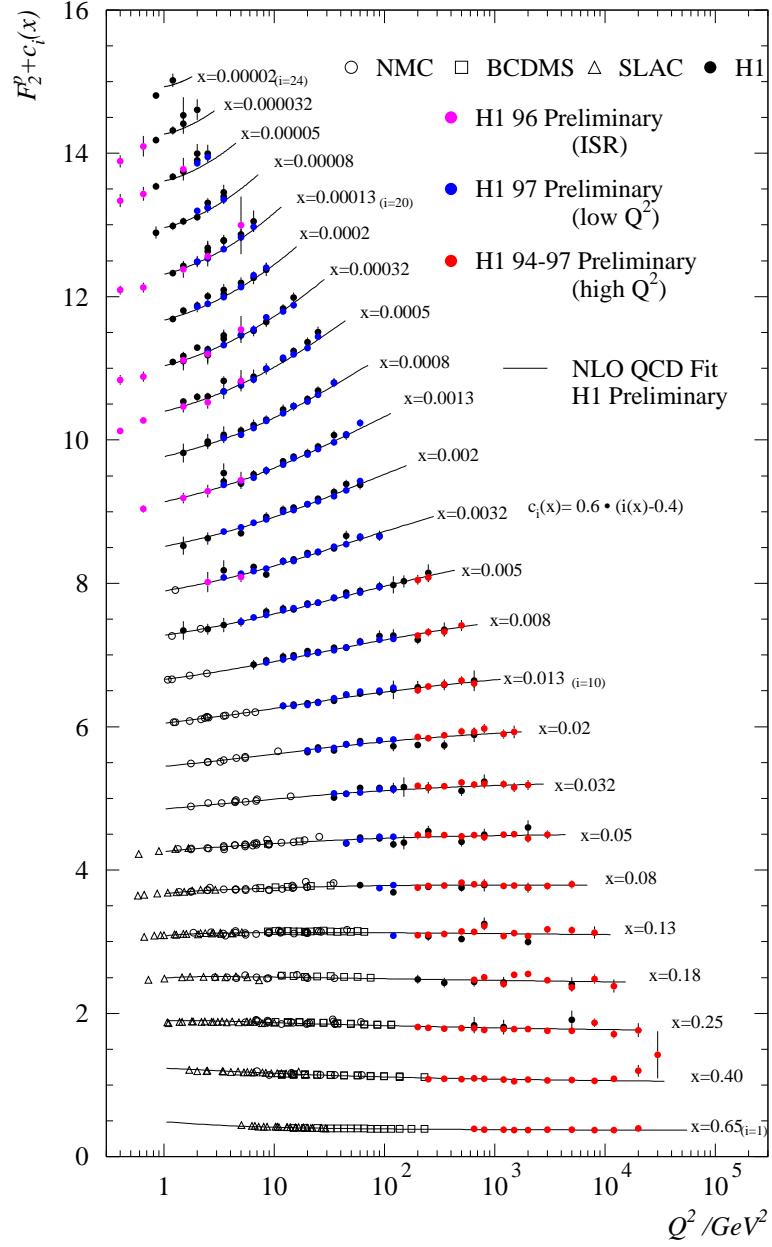 F₂ᵖ+cᵢ(x)
16
14
12
10
8
6
4
2
0
x=0.00002 (i=24)
x=0.000032
x=0.00005
x=0.00008
x=0.00013 (i=20)
x=0.0002
x=0.00032
x=0.0005
x=0.0008
x=0.0013
x=0.002
x=0.0032
x=0.005
x=0.008
x=0.013 (i=10)
x=0.02
x=0.032
x=0.05
x=0.08
x=0.13
x=0.18
x=0.25
x=0.40
x=0.65 (i=1)
NMC BCDMS SLAC H1
H1 96 Preliminary
(ISR)
H1 97 Preliminary
(low Q²)
H1 94-97 Preliminary
(high Q²)
NLO QCD Fit
H1 Preliminary
cᵢ(x)= 0.6 • (i(x)-0.4)
1 10 10² 10³ 10⁴ 10⁵
Q² /GeV²